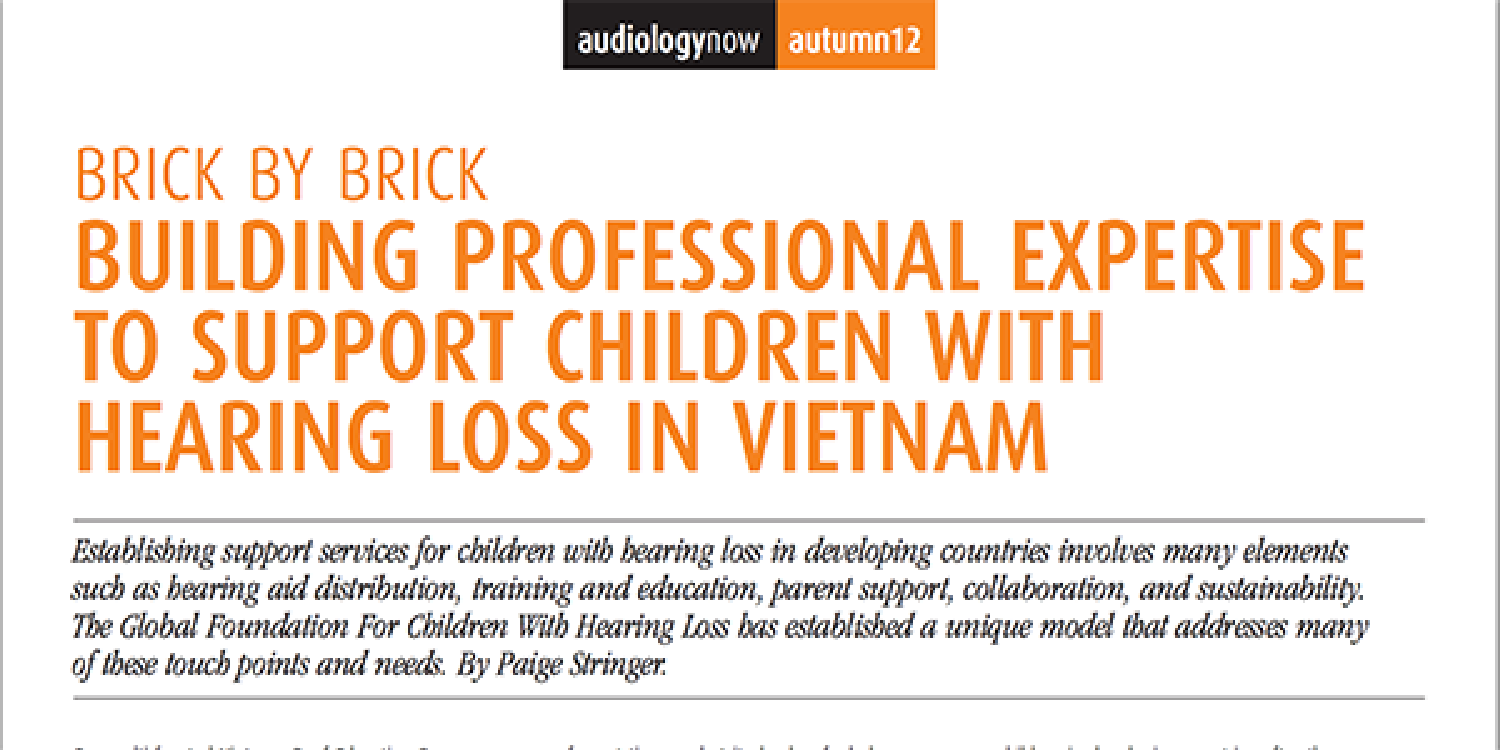 audiologynow autumn12
BRICK BY BRICK
BUILDING PROFESSIONAL EXPERTISE
TO SUPPORT CHILDREN WITH
HEARING LOSS IN VIETNAM
Establishing support services for children with hearing loss in developing countries involves many elements
such as hearing aid distribution, training and education, parent support, collaboration, and sustainability.
The Global Foundation For Children With Hearing Loss has established a unique model that addresses many
of these touch points and needs. By Paige Stringer.